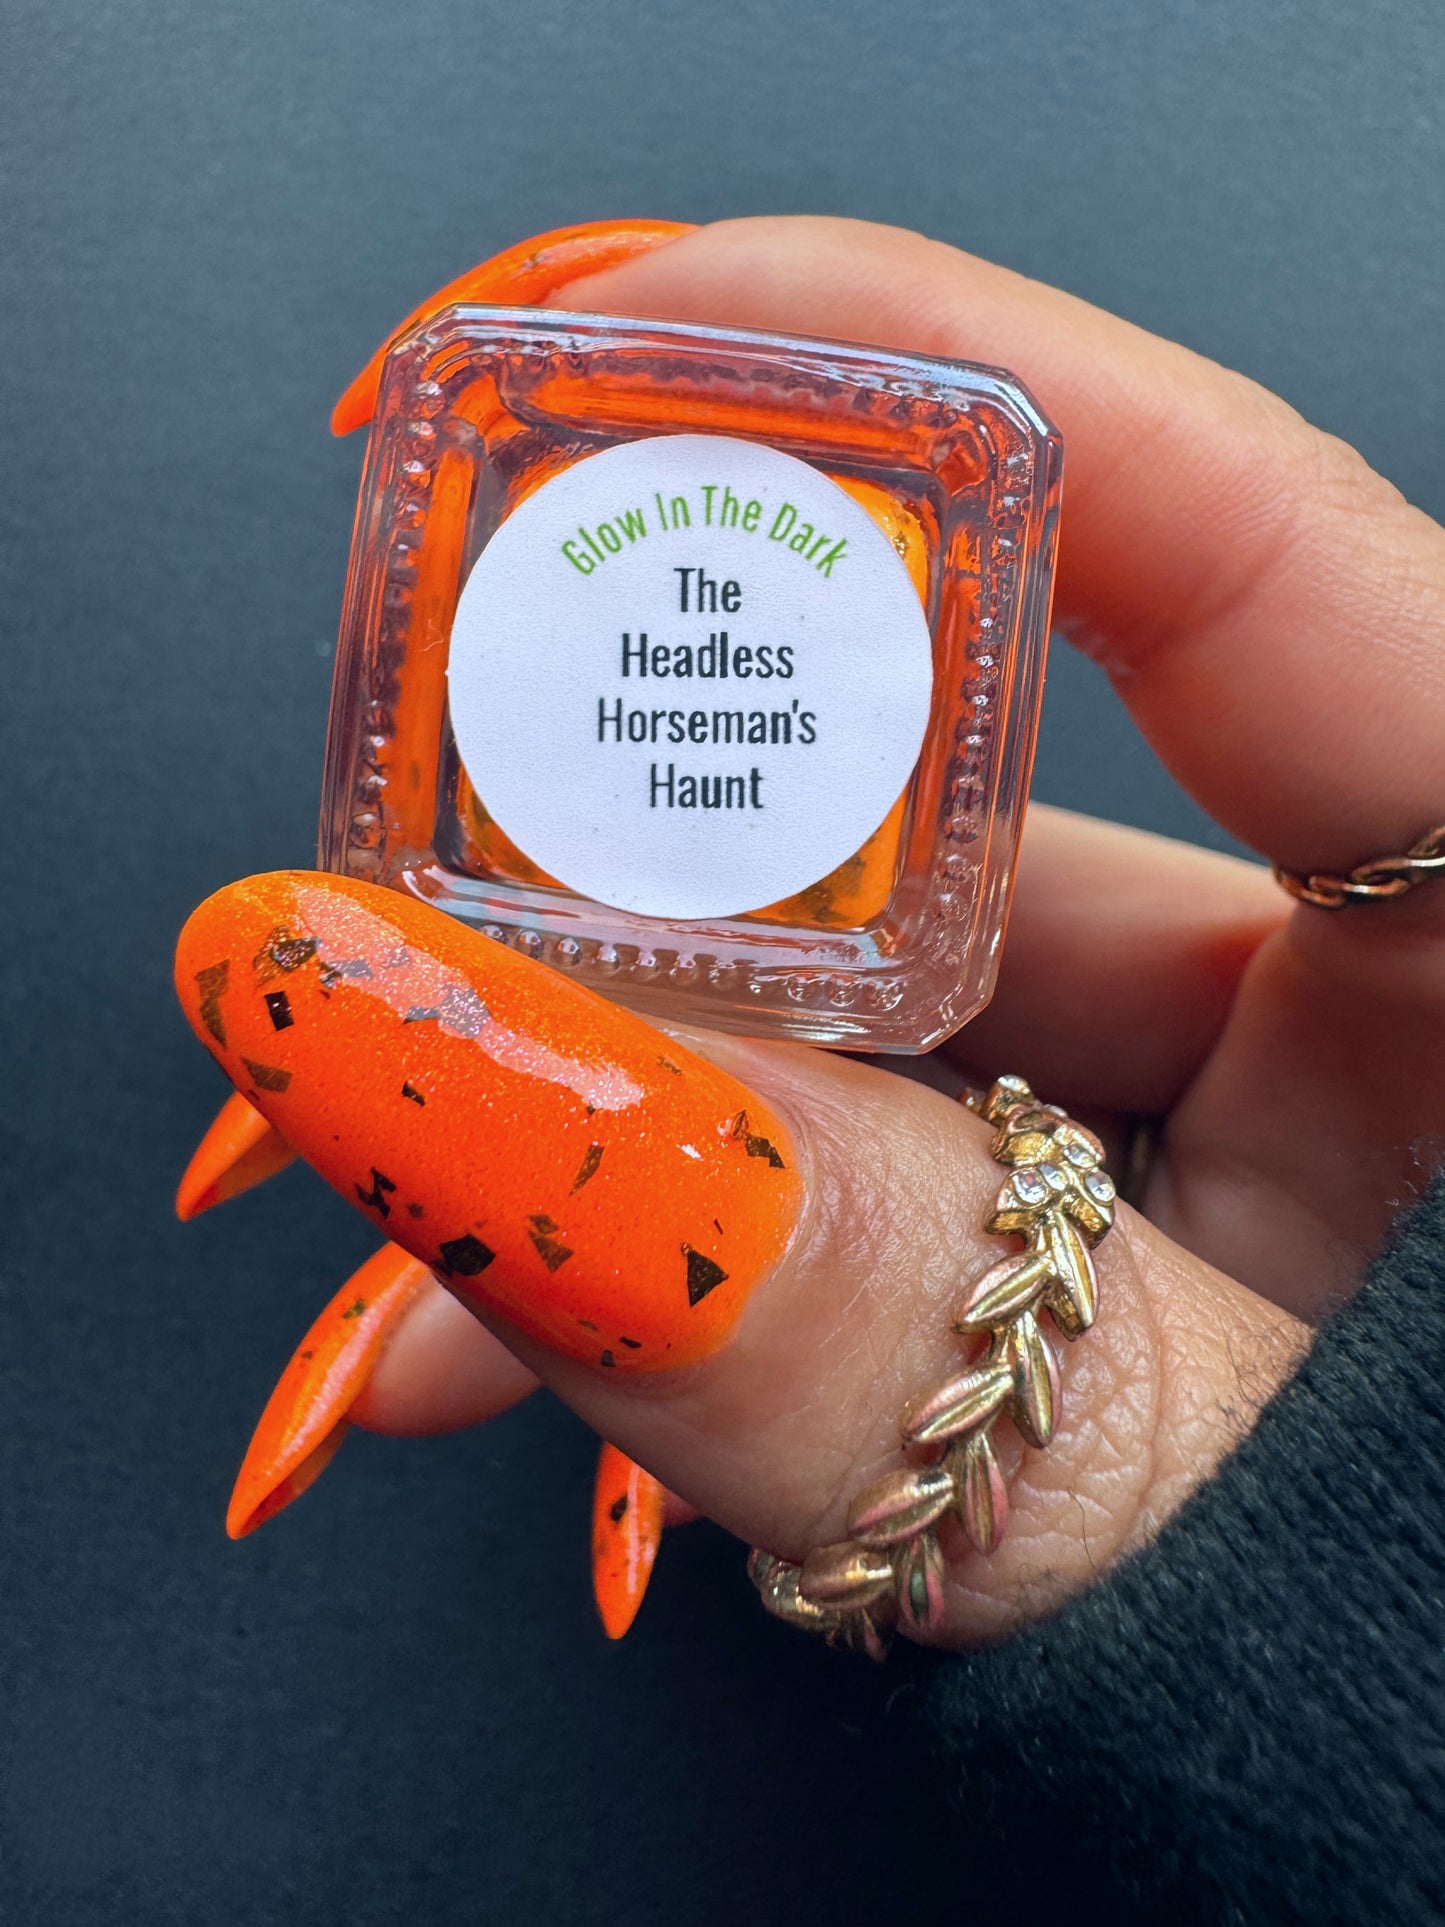 Glow In The Dark
The
Headless
Horseman's
Haunt